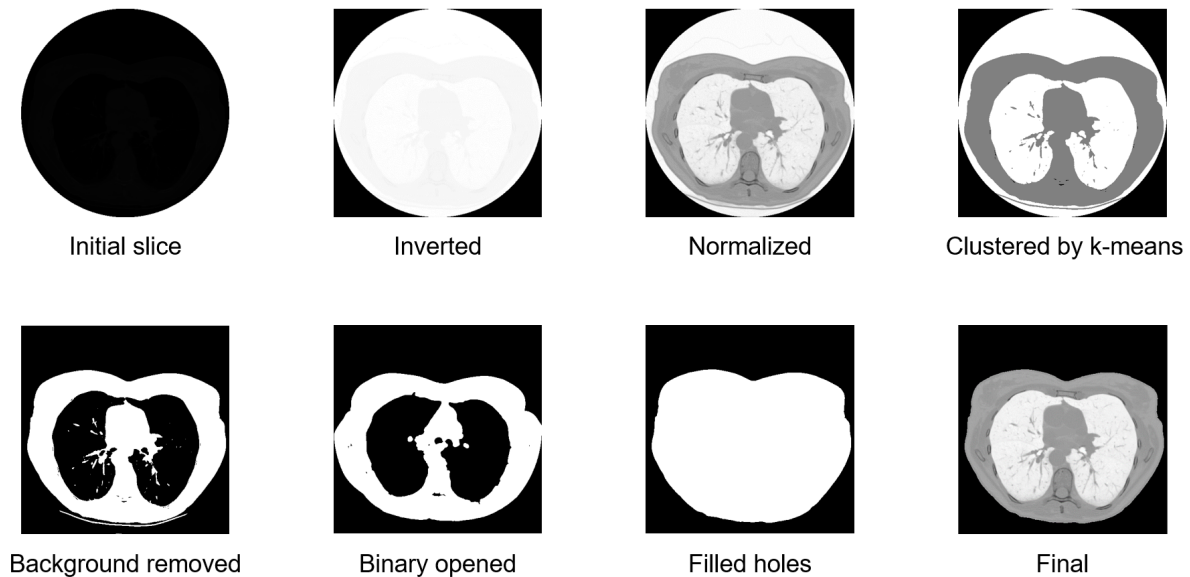 Initial slice
Inverted
Normalized
Clustered by k-means
Background removed
Binary opened
Filled holes
Final